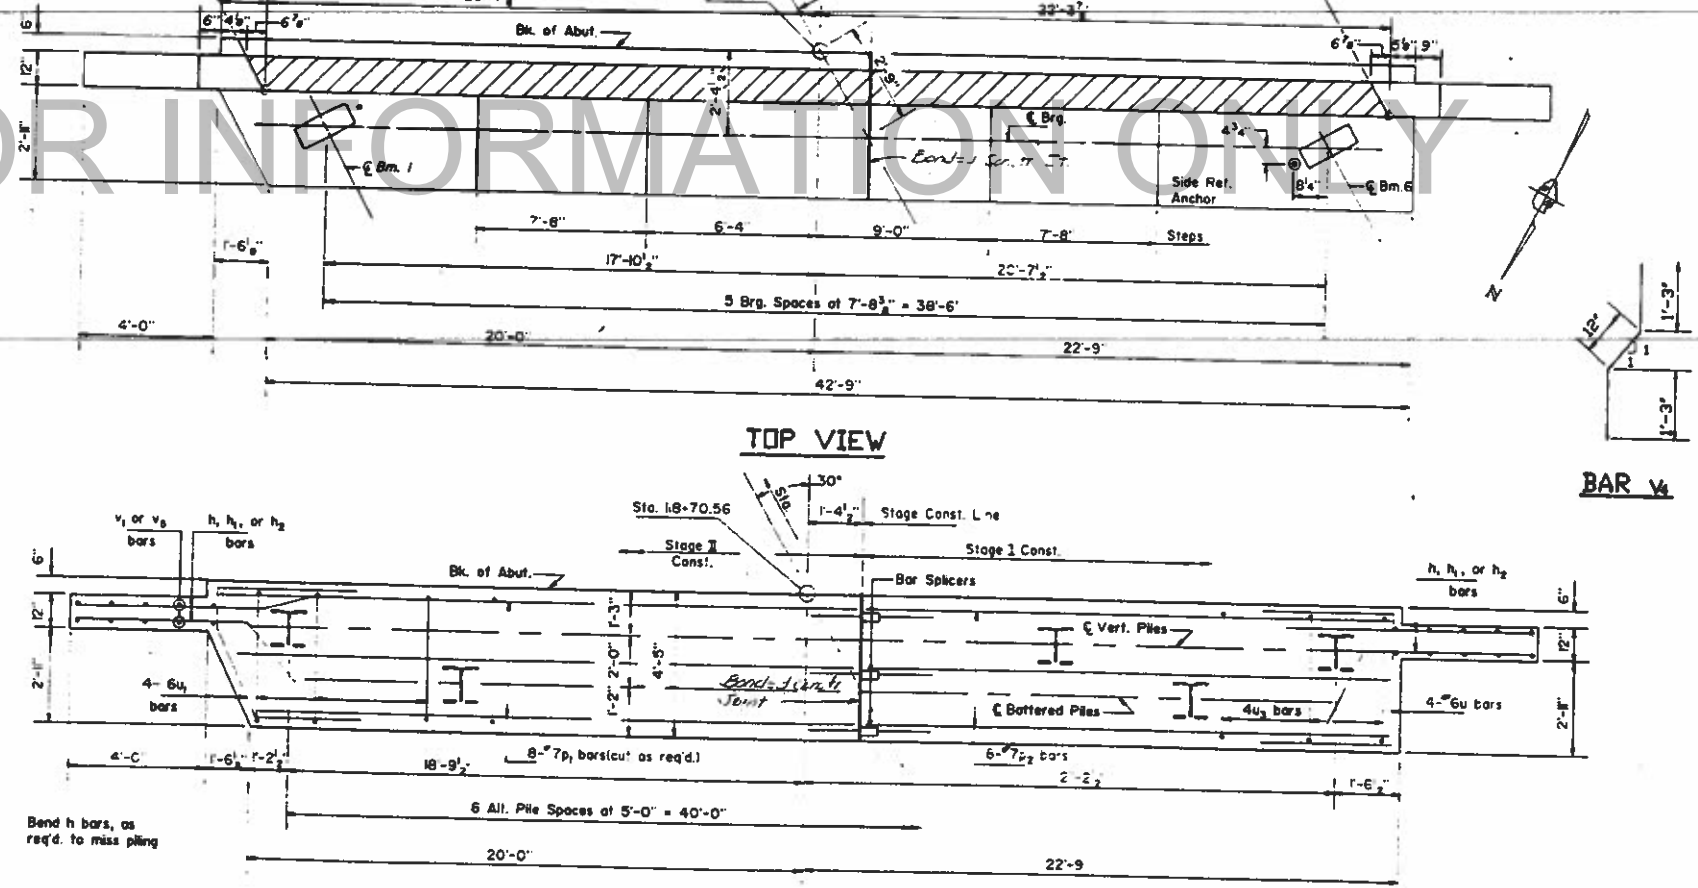 22'-3
6" 4⅛" 6⅞"
Bk. of Abut.
6⅞" 5⅛" 9"
6
12"
2'-11"
2'-4½"
2'-6"
FOR INFORMATION ONLY
℄ Brg.
4¾"
℄ Bm. 1
Side Ret.
Anchor
8¼"
℄ Bm. 6
7'-8"
6'-4
9'-0"
7'-8"
Steps
1'-6⅛"
17'-10½"
20'-7½"
5 Brg. Spaces at 7'-8⅜" = 38'-6'
N
4'-0"
20'-0"
22'-9"
42'-9"
1'-3"
12"
1
1
1'-3"
TOP VIEW
BAR v4
30°
Sta.
Sta. 118+70.56
1'-4½"
Stage Const. Line
v₁ or v₅
bars
h, h₁, or h₂
bars
Stage II
Const.
Stage I Const.
Bk. of Abut.
Bar Splicers
h, h₁, or h₂
bars
6"
12"
2'-11"
1'-3"
2'-0"
1'-2"
4'-5"
℄ Vert. Piles
6"
12"
2'-11"
4- 6u₁
bars
Joint
℄ Battered Piles
4u₃ bars
4-#6u bars
8-#7p₁ bars(cut as req'd.)
6-#7p₂ bars
4'-0"
1'-6½"
1'-2½"
18'-9½"
1'-6½"
6 Alt. Pile Spaces at 5'-0" = 40'-0"
Bend h bars, as
req'd. to miss piling
20'-0"
22'-9